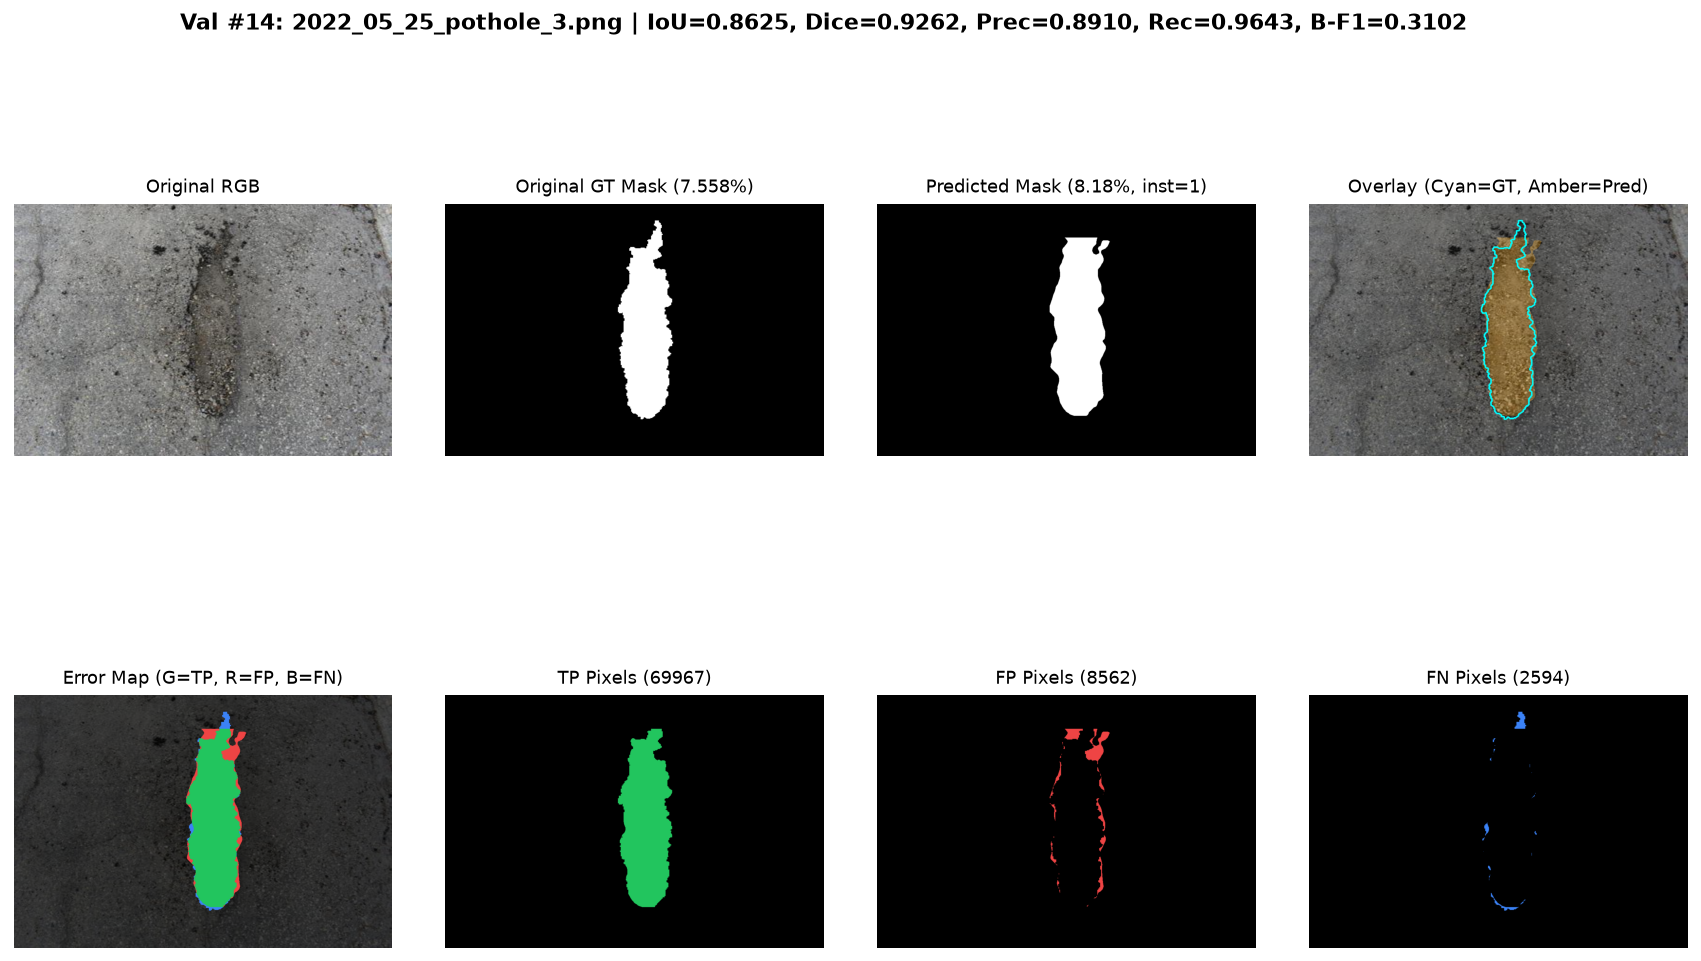 Val #14: 2022_05_25_pothole_3.png | IoU=0.8625, Dice=0.9262, Prec=0.8910, Rec=0.9643, B-F1=0.3102
Original RGB
Original GT Mask (7.558%)
Predicted Mask (8.18%, inst=1)
Overlay (Cyan=GT, Amber=Pred)
Error Map (G=TP, R=FP, B=FN)
TP Pixels (69967)
FP Pixels (8562)
FN Pixels (2594)